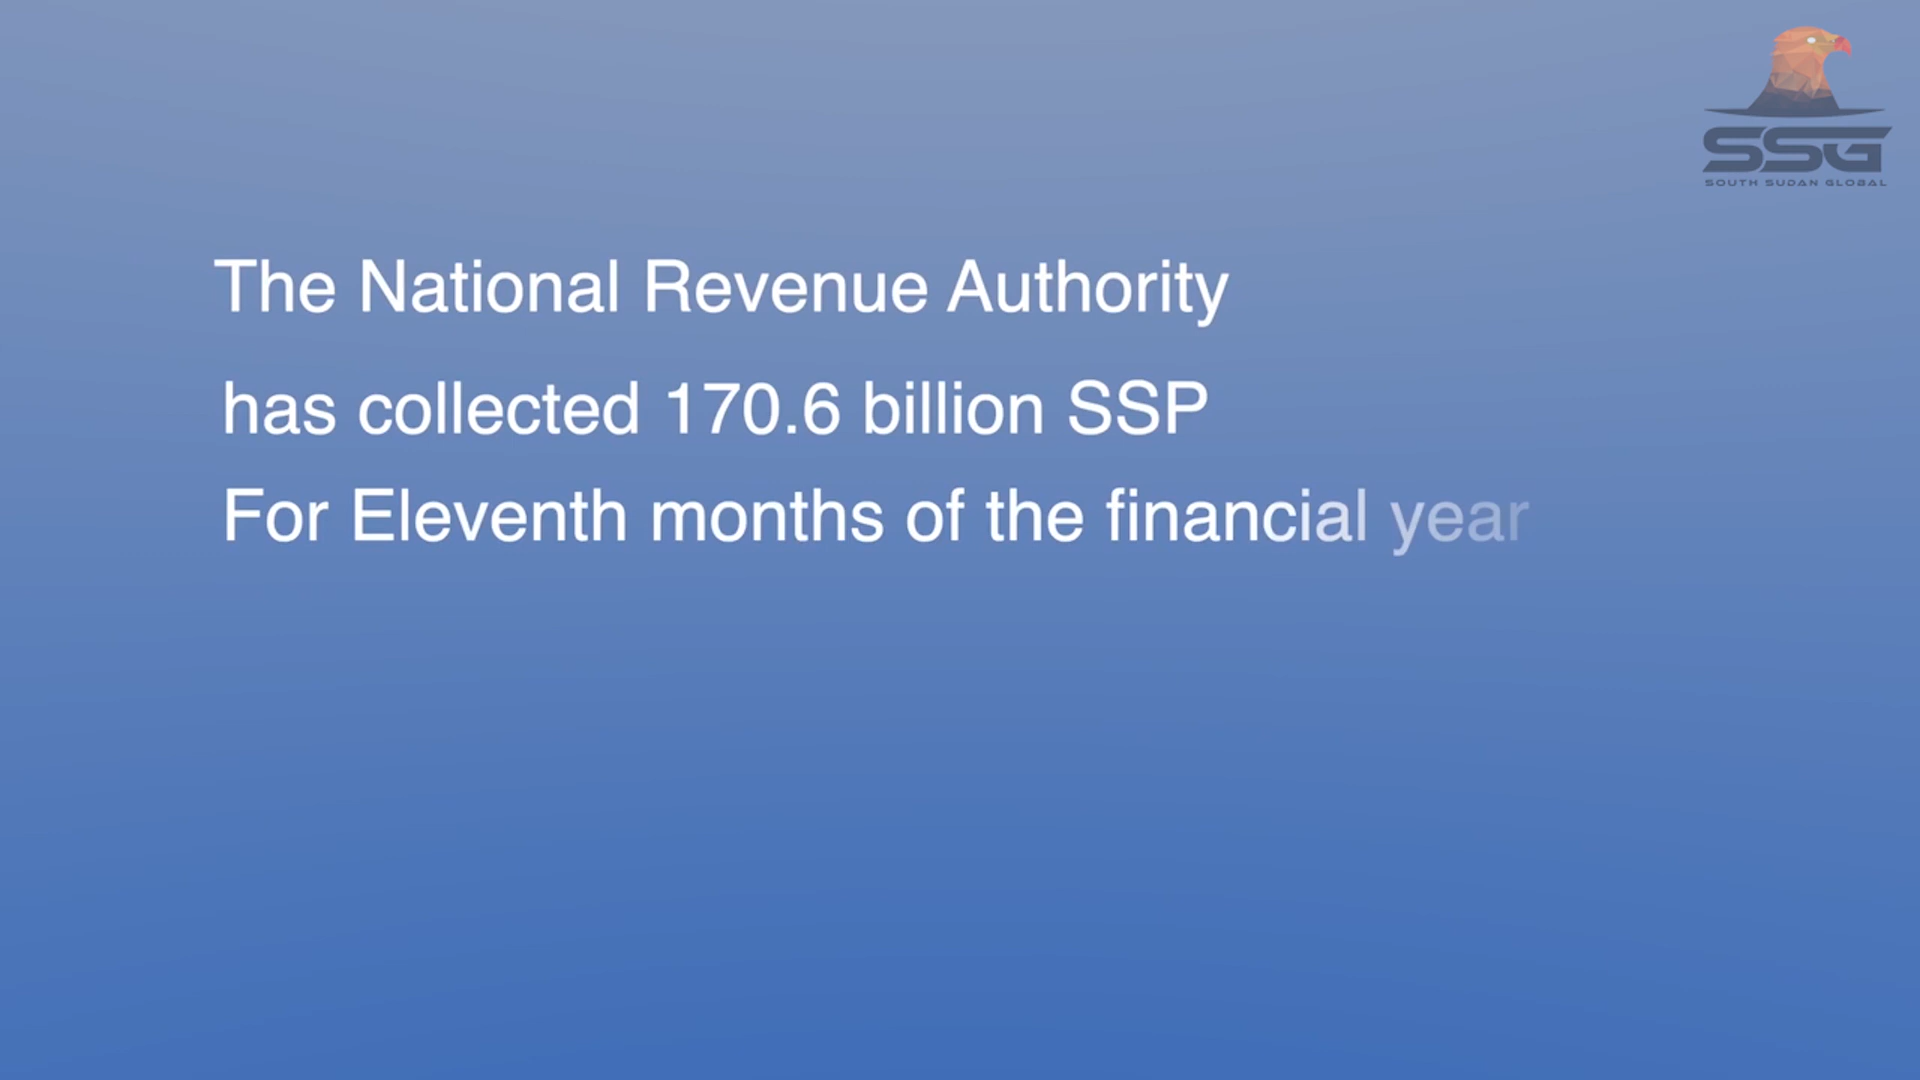 SSG
SOUTH SUDAN GLOBAL
The National Revenue Authority
has collected 170.6 billion SSP
For Eleventh months of the financial year